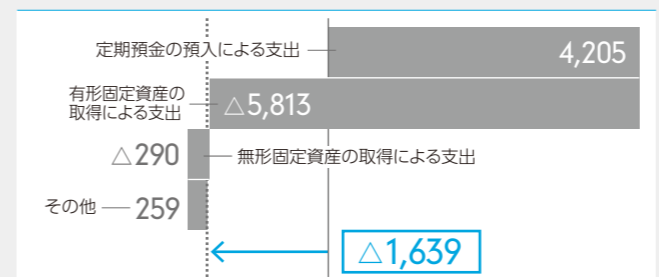 定期預金の預入による支出
4,205
有形固定資産の
取得による支出
△5,813
△290
無形固定資産の取得による支出
その他
259
△1,639